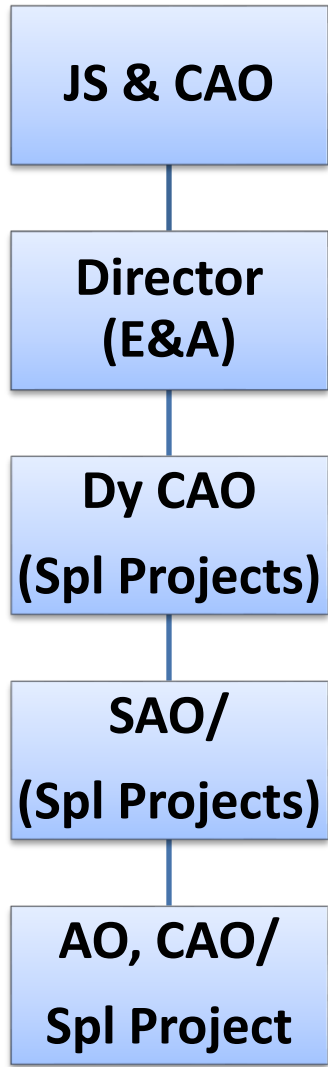 JS & CAO
Director
(E&A)
Dy CAO
(Spl Projects)
SAO/
(Spl Projects)
AO, CAO/
Spl Project